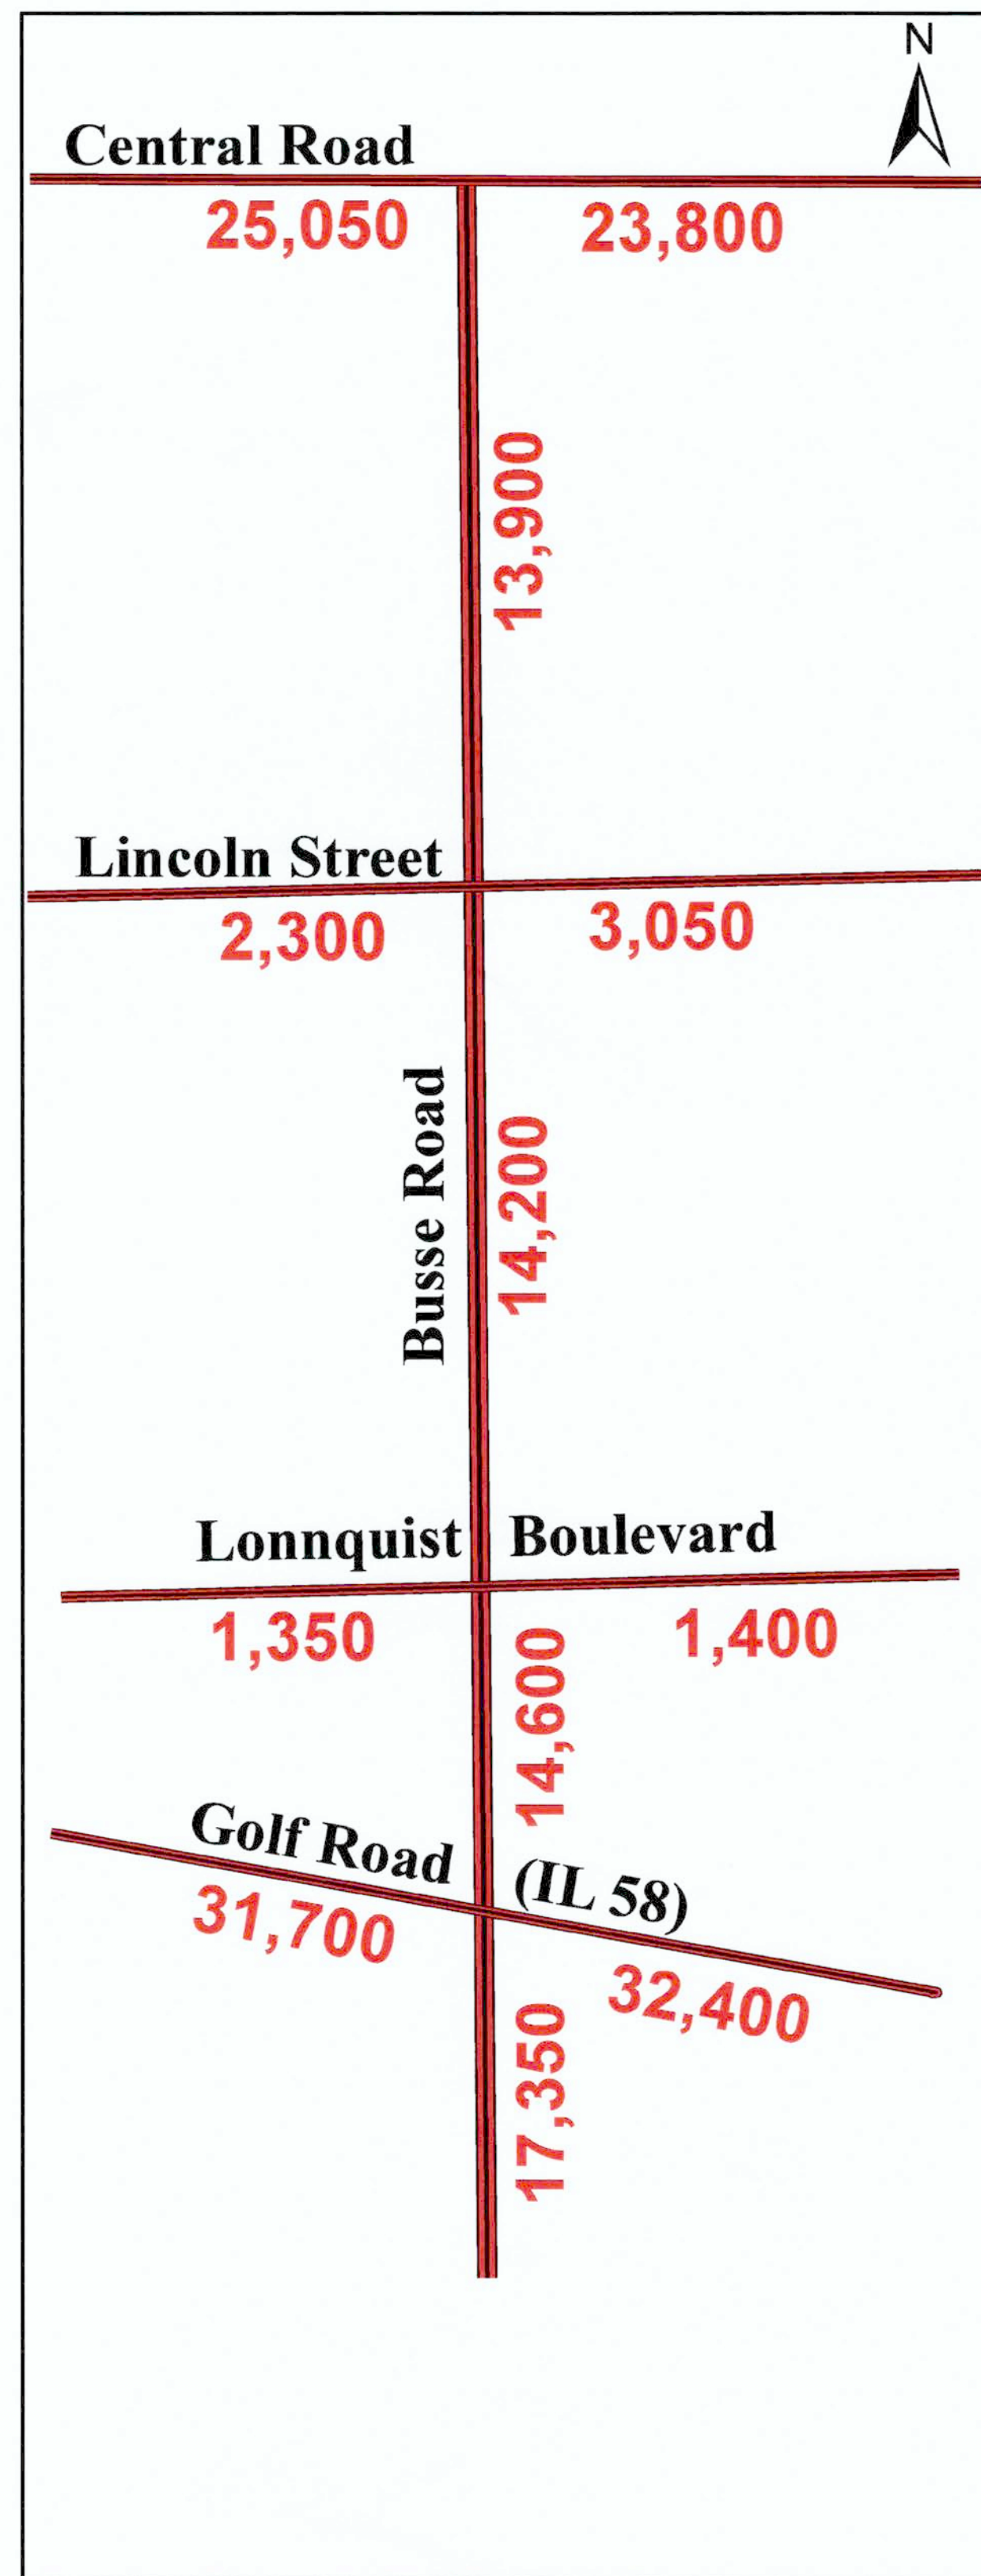 N
Central Road
25,050
23,800
13,900
Lincoln Street
2,300
3,050
Busse Road
14,200
Lonnquist Boulevard
1,350
1,400
14,600
Golf Road (IL 58)
31,700
32,400
17,350